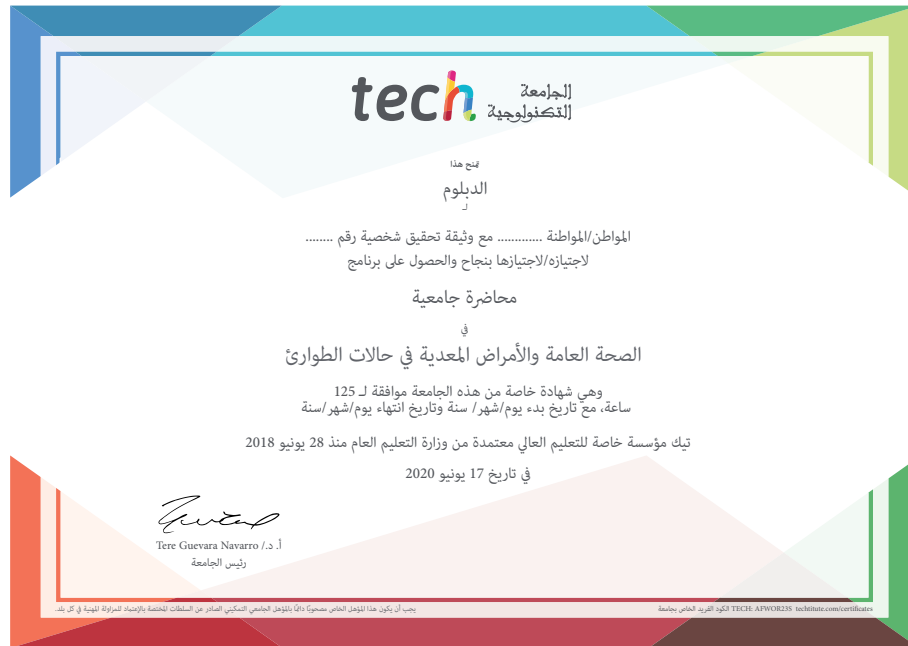 tech الجامعة
التكنولوجية
تمنح هذا
الدبلوم
لـ
المواطن/المواطنة ............. مع وثيقة تحقيق شخصية رقم ........
لاجتيازه/لاجتيازها بنجاح والحصول على برنامج
محاضرة جامعية
في
الصحة العامة والأمراض المعدية في حالات الطوارئ
وهي شهادة خاصة من هذه الجامعة موافقة لـ 125
ساعة، مع تاريخ بدء يوم/شهر/ سنة وتاريخ انتهاء يوم/شهر/سنة
تيك مؤسسة خاصة للتعليم العالي معتمدة من وزارة التعليم العام منذ 28 يونيو 2018
في تاريخ 17 يونيو 2020
أ. د./ Tere Guevara Navarro
رئيس الجامعة
يجب أن يكون هذا المؤهل الخاص مصحوبًا دائمًا بالمؤهل الجامعي التمكيني الصادر عن السلطات المختصة بالإعتماد للمزاولة المهنية في كل بلد.
الكود الفريد الخاص بجامعة TECH: AFWOR23S techtitute.com/certificates